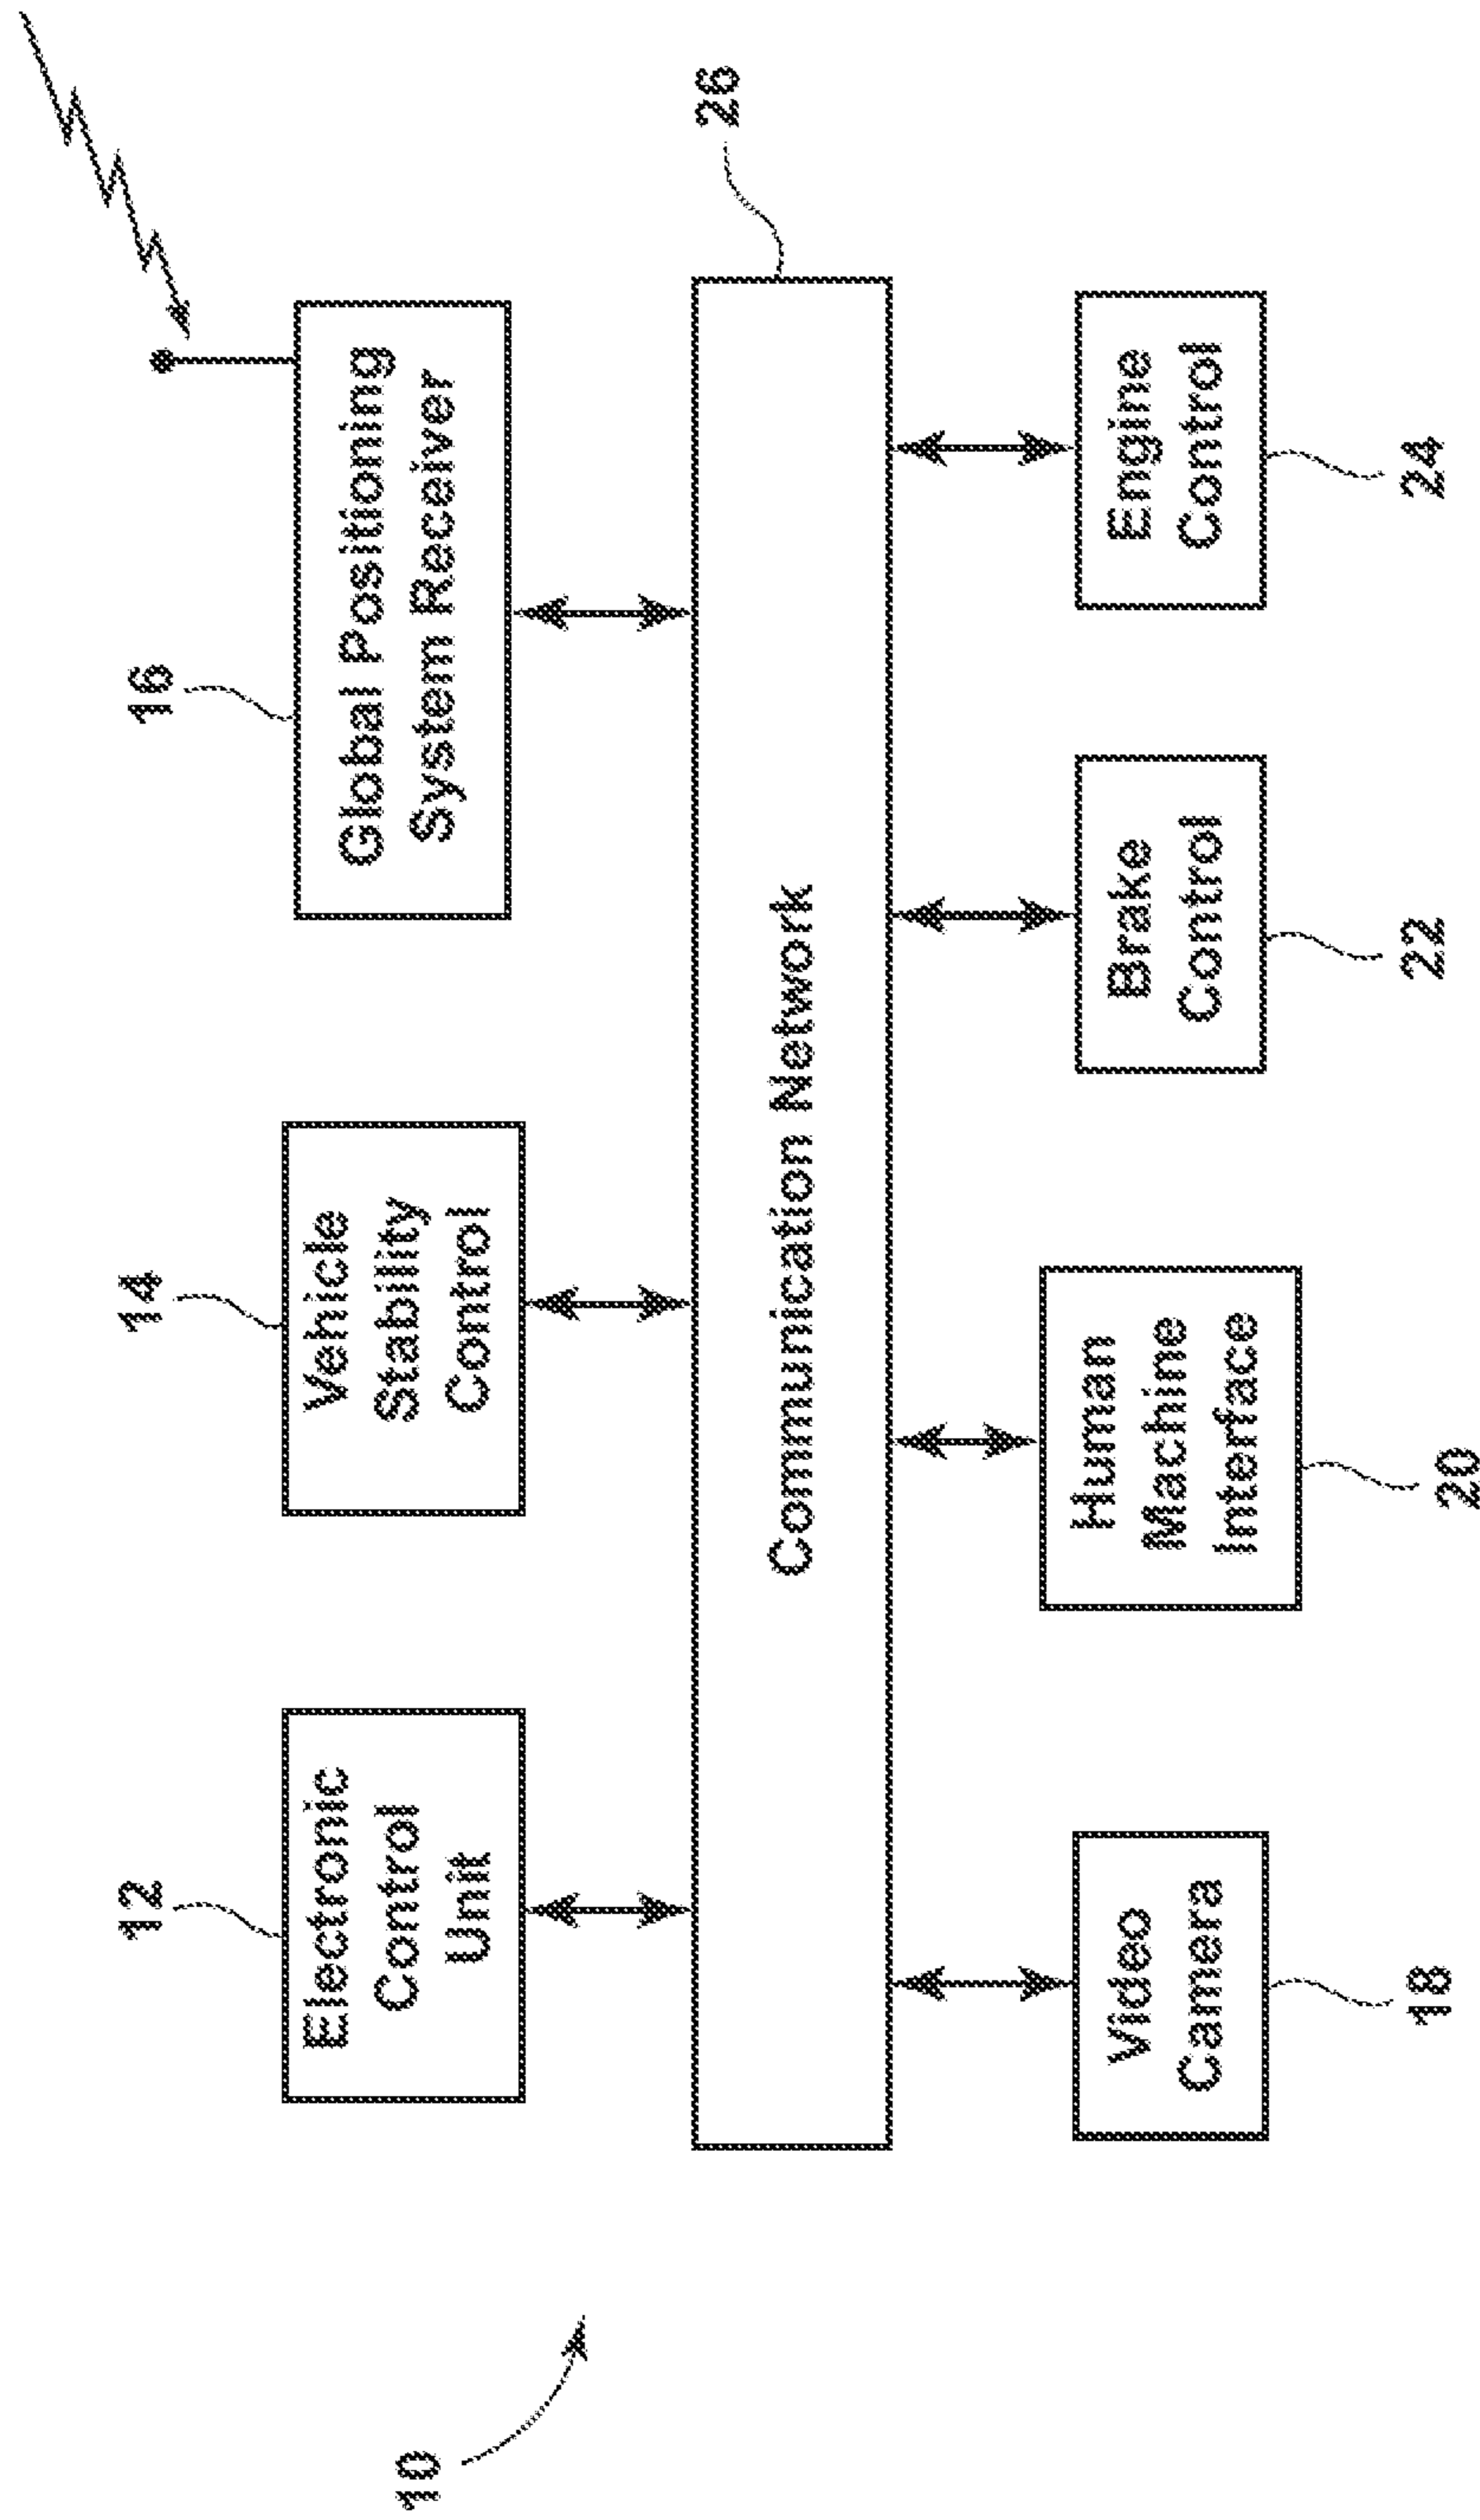 10
12
Electronic
Control
Unit
14
Vehicle
Stability
Control
16
Global Positioning
System Receiver
Communication Network
26
Video
Camera
18
Human
Machine
Interface
20
Brake
Control
22
Engine
Control
24